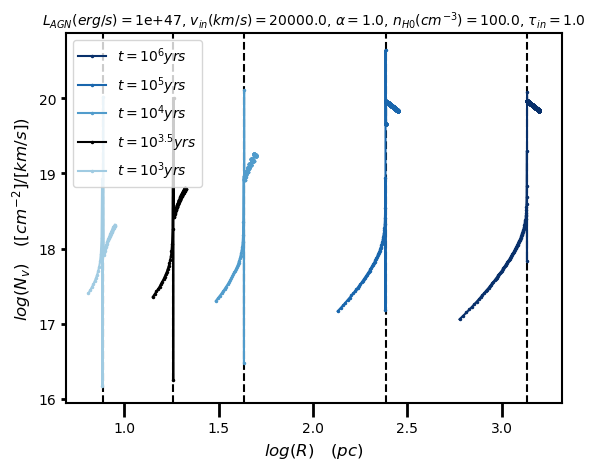 L_{AGN}(erg/s) = 1e+47, v_{in}(km/s) = 20000.0, α = 1.0, n_{H0}(cm^{-3}) = 100.0, τ_{in} = 1.0
t = 10^6 yrs
t = 10^5 yrs
t = 10^4 yrs
t = 10^{3.5} yrs
t = 10^3 yrs
log(N_v) ([cm^{-2}]/[km/s])
20
19
18
17
16
1.0 1.5 2.0 2.5 3.0
log(R) (pc)